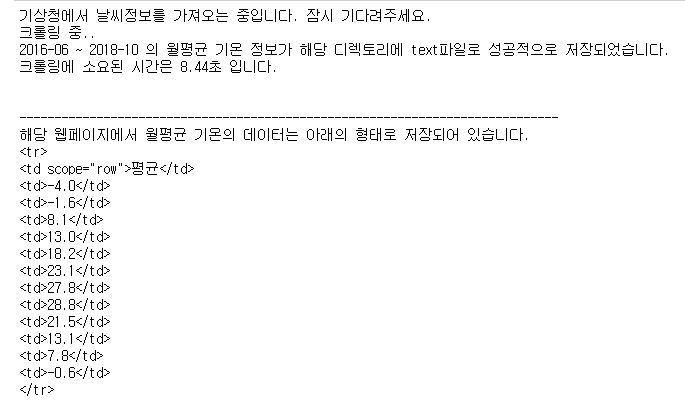 기상청에서 날씨정보를 가져오는 중입니다. 잠시 기다려주세요.
크롤링 중..
2016-06 ~ 2018-10 의 월평균 기온 정보가 해당 디렉토리에 text파일로 성공적으로 저장되었습니다.
크롤링에 소요된 시간은 8.44초 입니다.
-----------------------------------------------------------------------------
해당 웹페이지에서 월평균 기온의 데이터는 아래의 형태로 저장되어 있습니다.
<tr>
<td scope="row">평균</td>
<td>-4.0</td>
<td>-1.6</td>
<td>8.1</td>
<td>13.0</td>
<td>18.2</td>
<td>23.1</td>
<td>27.8</td>
<td>28.8</td>
<td>21.5</td>
<td>13.1</td>
<td>7.8</td>
<td>-0.6</td>
</tr>